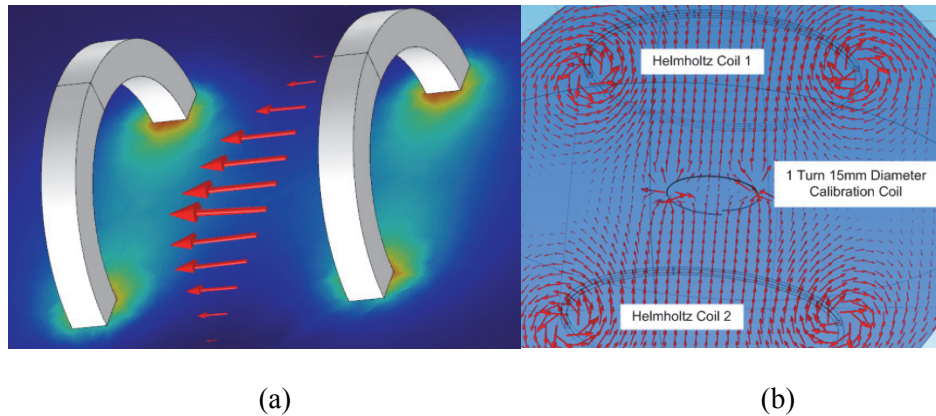 Helmholtz Coil 1
1 Turn 15mm Diameter
Calibration Coil
Helmholtz Coil 2
(a)
(b)